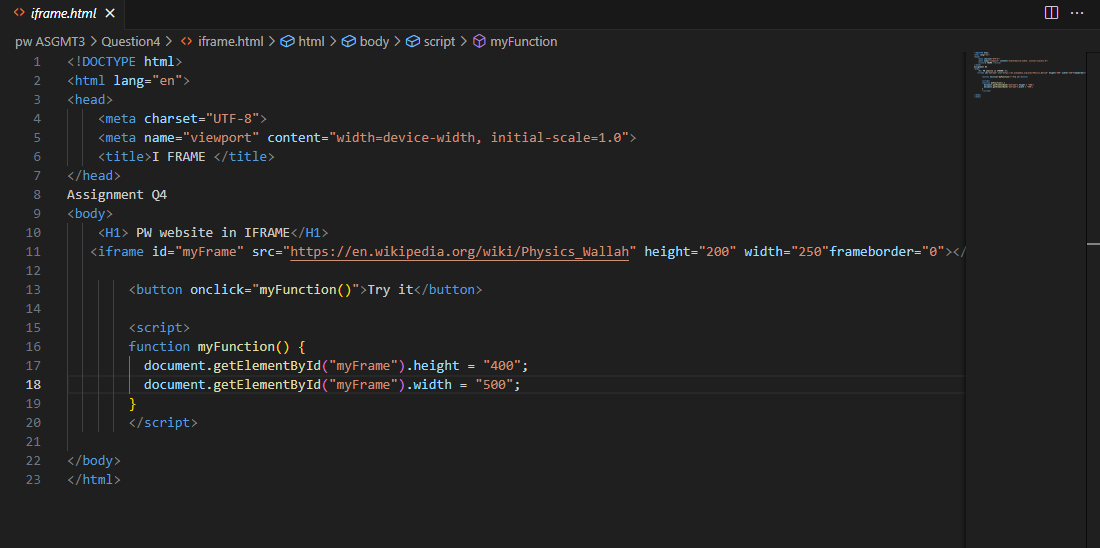 iframe.html
pw ASGMT3 > Question4 > iframe.html > html > body > script > myFunction
1 <!DOCTYPE html>
2 <html lang="en">
3 <head>
4 <meta charset="UTF-8">
5 <meta name="viewport" content="width=device-width, initial-scale=1.0">
6 <title>I FRAME </title>
7 </head>
8 Assignment Q4
9 <body>
10 <H1> PW website in IFRAME</H1>
11 <iframe id="myFrame" src="https://en.wikipedia.org/wiki/Physics_Wallah" height="200" width="250"frameborder="0"></
12
13 <button onclick="myFunction()">Try it</button>
14
15 <script>
16 function myFunction() {
17 document.getElementById("myFrame").height = "400";
18 document.getElementById("myFrame").width = "500";
19 }
20 </script>
21
22 </body>
23 </html>